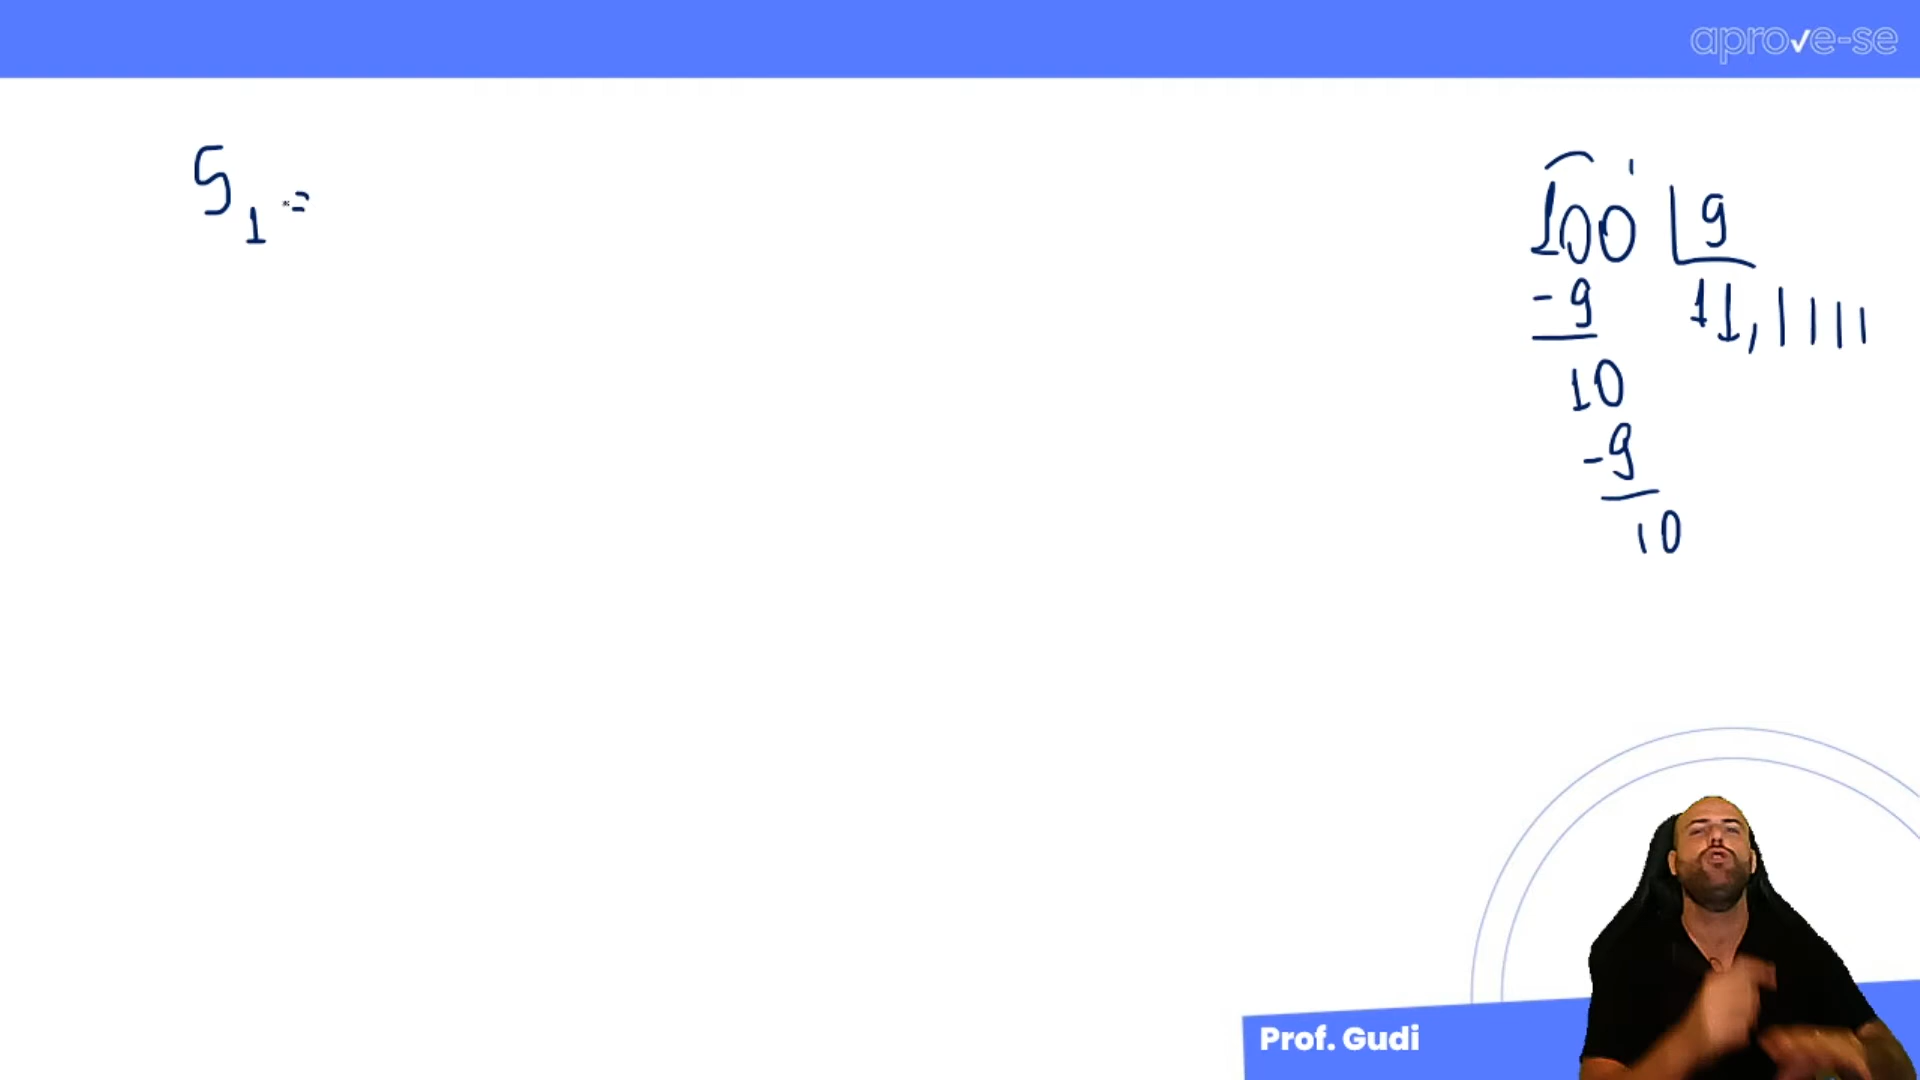 aprove-se
S1 =
100 9
-9 11,1111
10
-9
10
Prof. Gudi